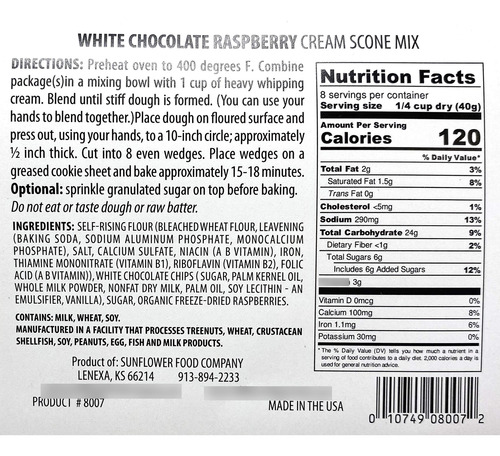 WHITE CHOCOLATE RASPBERRY CREAM SCONE MIX
DIRECTIONS: Preheat oven to 400 degrees F. Combine
package(s)in a mixing bowl with 1 cup of heavy whipping
cream. Blend until stiff dough is formed. (You can use your
hands to blend together.)Place dough on floured surface and
press out, using your hands, to a 10-inch circle; approximately
½ inch thick. Cut into 8 even wedges. Place wedges on a
greased cookie sheet and bake approximately 15-18 minutes.
Optional: sprinkle granulated sugar on top before baking.
Do not eat or taste dough or raw batter.
INGREDIENTS: SELF-RISING FLOUR (BLEACHED WHEAT FLOUR, LEAVENING
(BAKING SODA, SODIUM ALUMINUM PHOSPHATE, MONOCALCIUM
PHOSPHATE), SALT, CALCIUM SULFATE, NIACIN (A B VITAMIN), IRON,
THIAMINE MONONITRATE (VITAMIN B1), RIBOFLAVIN (VITAMIN B2), FOLIC
ACID (A B VITAMIN)), WHITE CHOCOLATE CHIPS ( SUGAR, PALM KERNEL OIL,
WHOLE MILK POWDER, NONFAT DRY MILK, PALM OIL, SOY LECITHIN - AN
EMULSIFIER, VANILLA), SUGAR, ORGANIC FREEZE-DRIED RASPBERRIES.
CONTAINS: MILK, WHEAT, SOY.
MANUFACTURED IN A FACILITY THAT PROCESSES TREENUTS, WHEAT, CRUSTACEAN
SHELLFISH, SOY, PEANUTS, EGG, FISH AND MILK PRODUCTS.
Product of: SUNFLOWER FOOD COMPANY
LENEXA, KS 66214 913-894-2233
PRODUCT # 8007
MADE IN THE USA
Nutrition Facts
8 servings per container
Serving size 1/4 cup dry (40g)
Amount Per Serving
Calories 120
% Daily Value*
Total Fat 2g 3%
Saturated Fat 1.5g 8%
Trans Fat 0g
Cholesterol <5mg 1%
Sodium 290mg 13%
Total Carbohydrate 24g 9%
Dietary Fiber <1g 2%
Total Sugars 6g
Includes 6g Added Sugars 12%
3g
Vitamin D 0mcg 0%
Calcium 100mg 8%
Iron 1.1mg 6%
Potassium 30mg 0%
* The % Daily Value (DV) tells you how much a nutrient in a
serving of food contributes to a daily diet. 2,000 calories a day is
used for general nutrition advice.
0 10749 08007 2